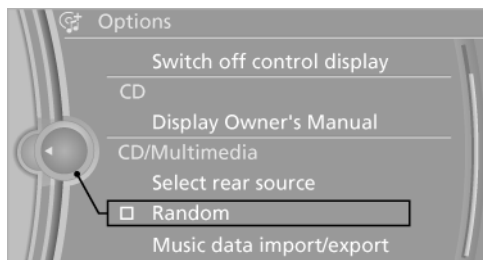 Options
Switch off control display
CD
Display Owner's Manual
CD/Multimedia
Select rear source
Random
Music data import/export